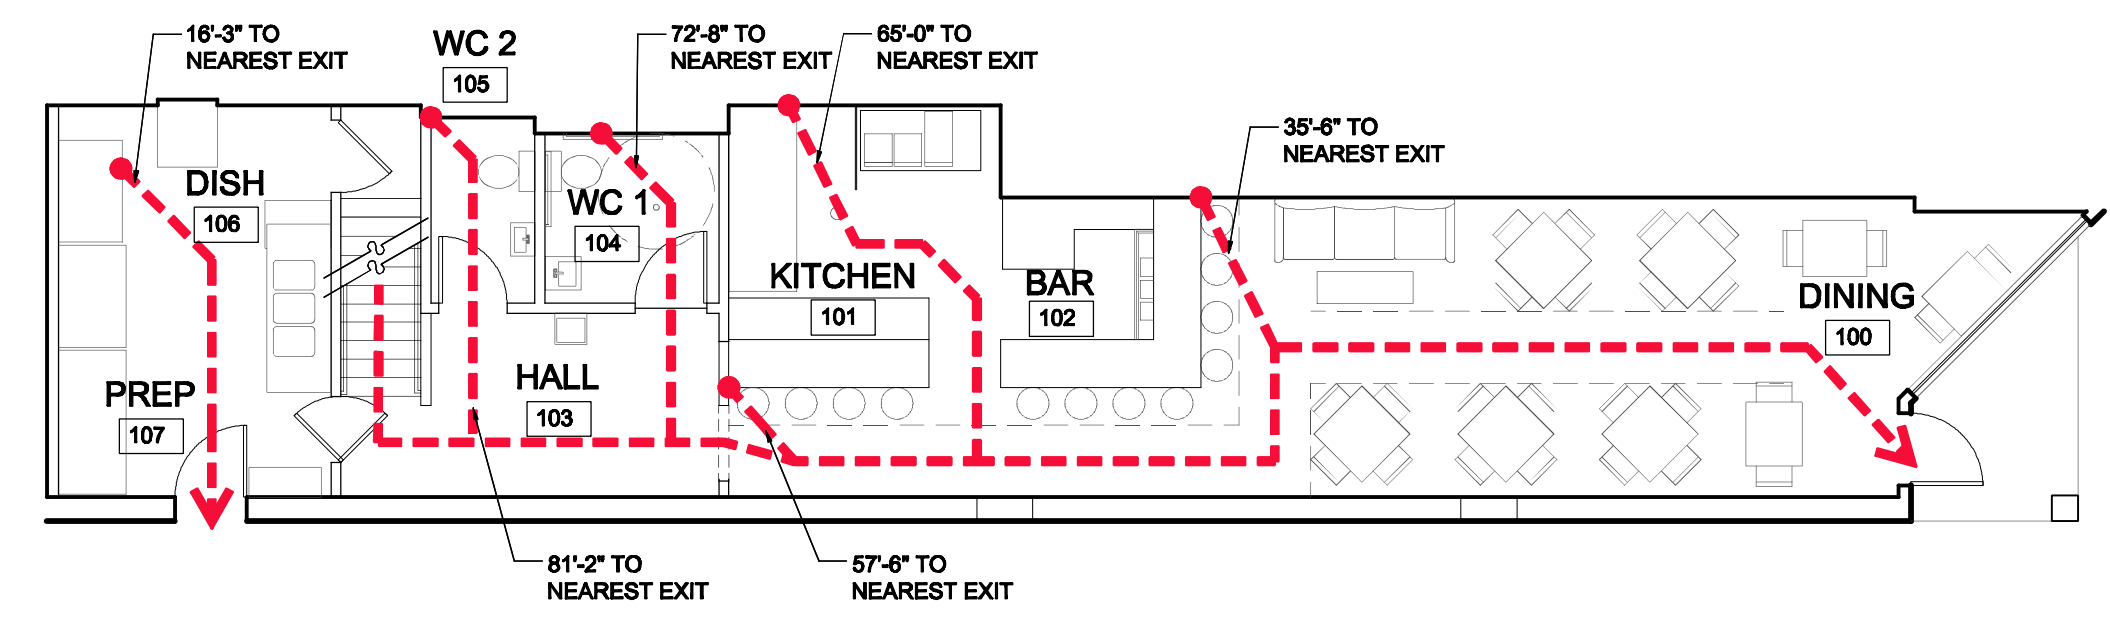 16'-3" TO
NEAREST EXIT
WC 2
105
72'-8" TO
NEAREST EXIT
65'-0" TO
NEAREST EXIT
35'-6" TO
NEAREST EXIT
DISH
106
WC 1
104
KITCHEN
101
BAR
102
DINING
100
PREP
107
HALL
103
81'-2" TO
NEAREST EXIT
57'-6" TO
NEAREST EXIT